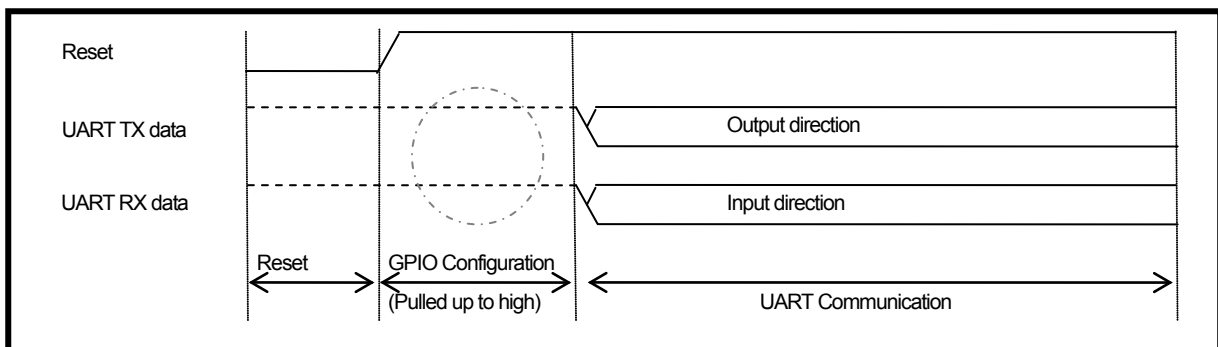 Reset
UART TX data
Output direction
UART RX data
Input direction
Reset
GPIO Configuration
(Pulled up to high)
UART Communication